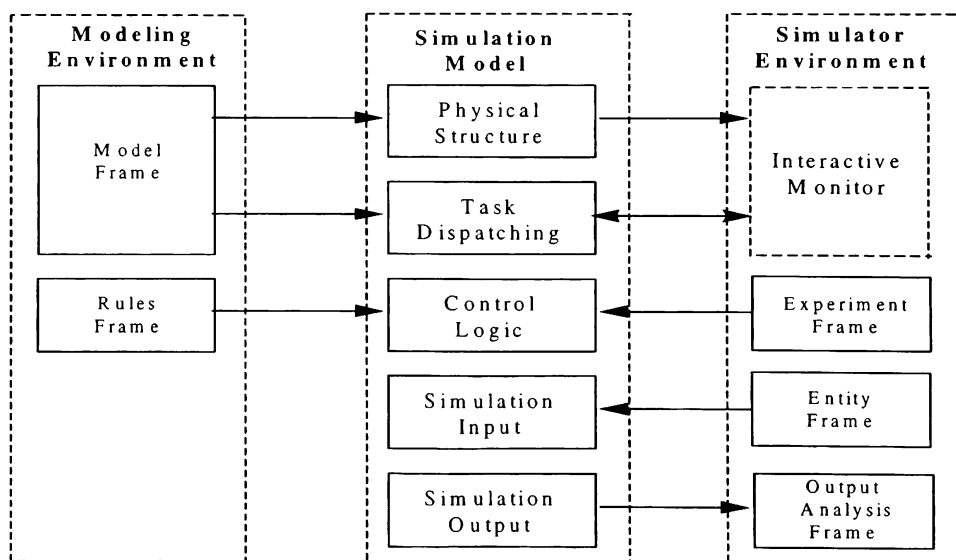 Modeling
Environment
Model
Frame
Rules
Frame
Simulation
Model
Physical
Structure
Task
Dispatching
Control
Logic
Simulation
Input
Simulation
Output
Simulator
Environment
Interactive
Monitor
Experiment
Frame
Entity
Frame
Output
Analysis
Frame